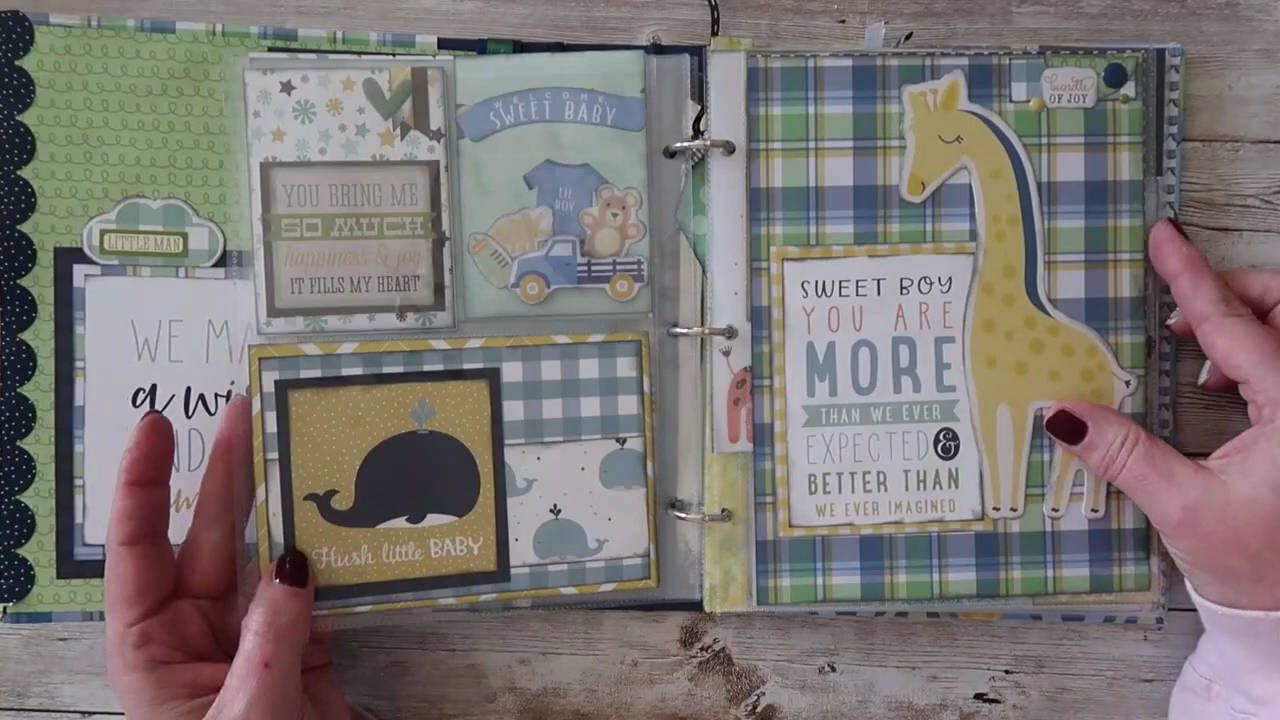 LITTLE MAN
WE MA
a wi
YOU BRING ME
SO MUCH
happiness & joy
IT FILLS MY HEART
WELCOME
SWEET BABY
LIL
BOY
Hush little BABY
bundle
OF JOY
SWEET BOY
YOU ARE
MORE
THAN WE EVER
EXPECTED &
BETTER THAN
WE EVER IMAGINED